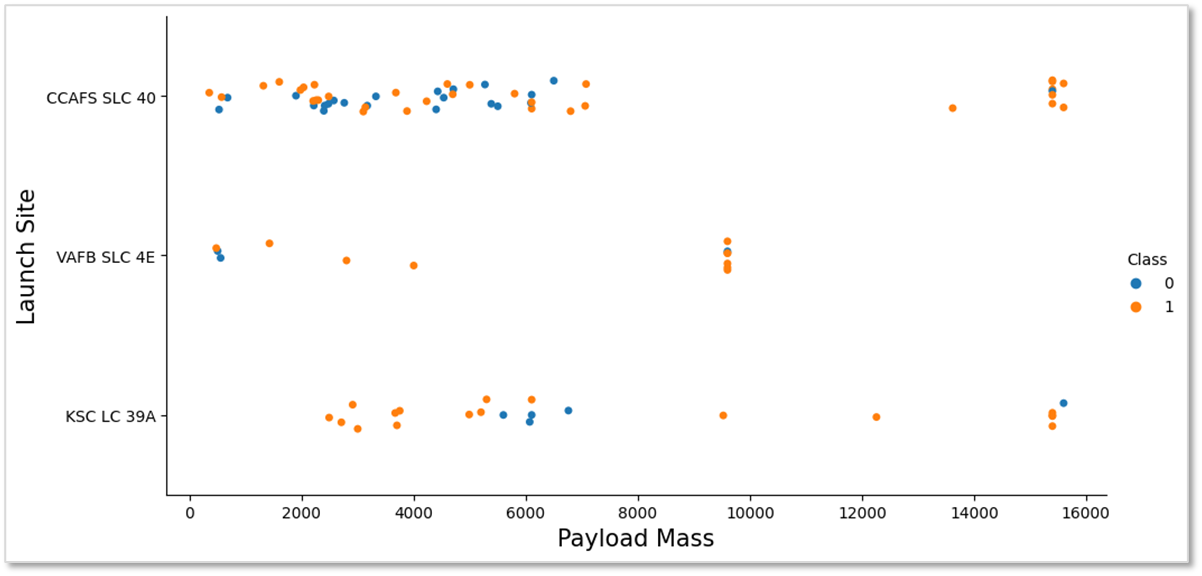 CCAFS SLC 40
VAFB SLC 4E
KSC LC 39A
Launch Site
0 2000 4000 6000 8000 10000 12000 14000 16000
Payload Mass
Class
0
1